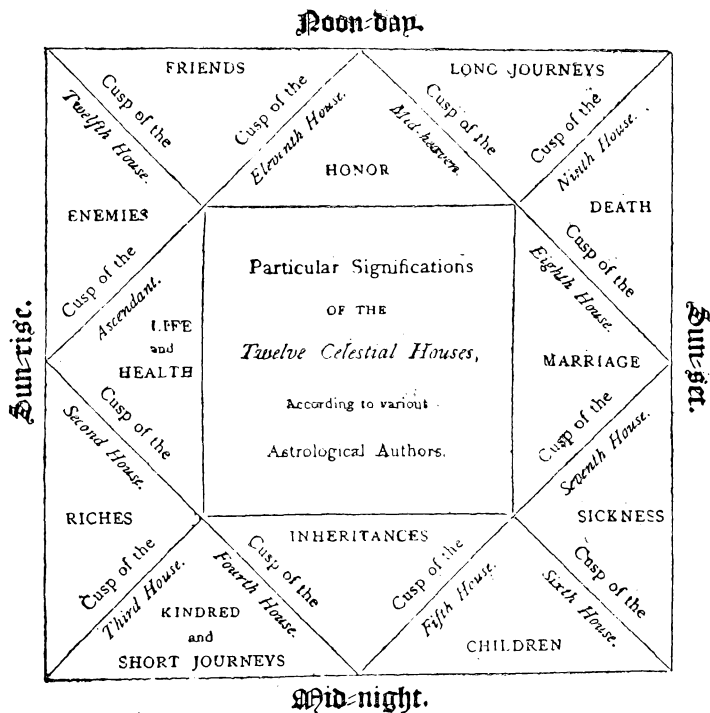 Noon-day.
FRIENDS
LONG JOURNEYS
Cusp of the
Twelfth House.
Cusp of the
Eleventh House.
Cusp of the
Mid-heaven.
Cusp of the
Ninth House.
HONOR
ENEMIES
DEATH
Cusp of the
Ascendant.
Cusp of the
Eighth House.
Particular Significations
OF THE
Twelve Celestial Houses,
According to various
Astrological Authors.
Sun-rise.
Sun-set.
LIFE
and
HEALTH
MARRIAGE
Cusp of the
Second House.
Cusp of the
Seventh House.
RICHES
SICKNESS
INHERITANCES
Cusp of the
Third House.
Cusp of the
Fourth House.
Cusp of the
Fifth House.
Cusp of the
Sixth House.
KINDRED
and
SHORT JOURNEYS
CHILDREN
Mid-night.